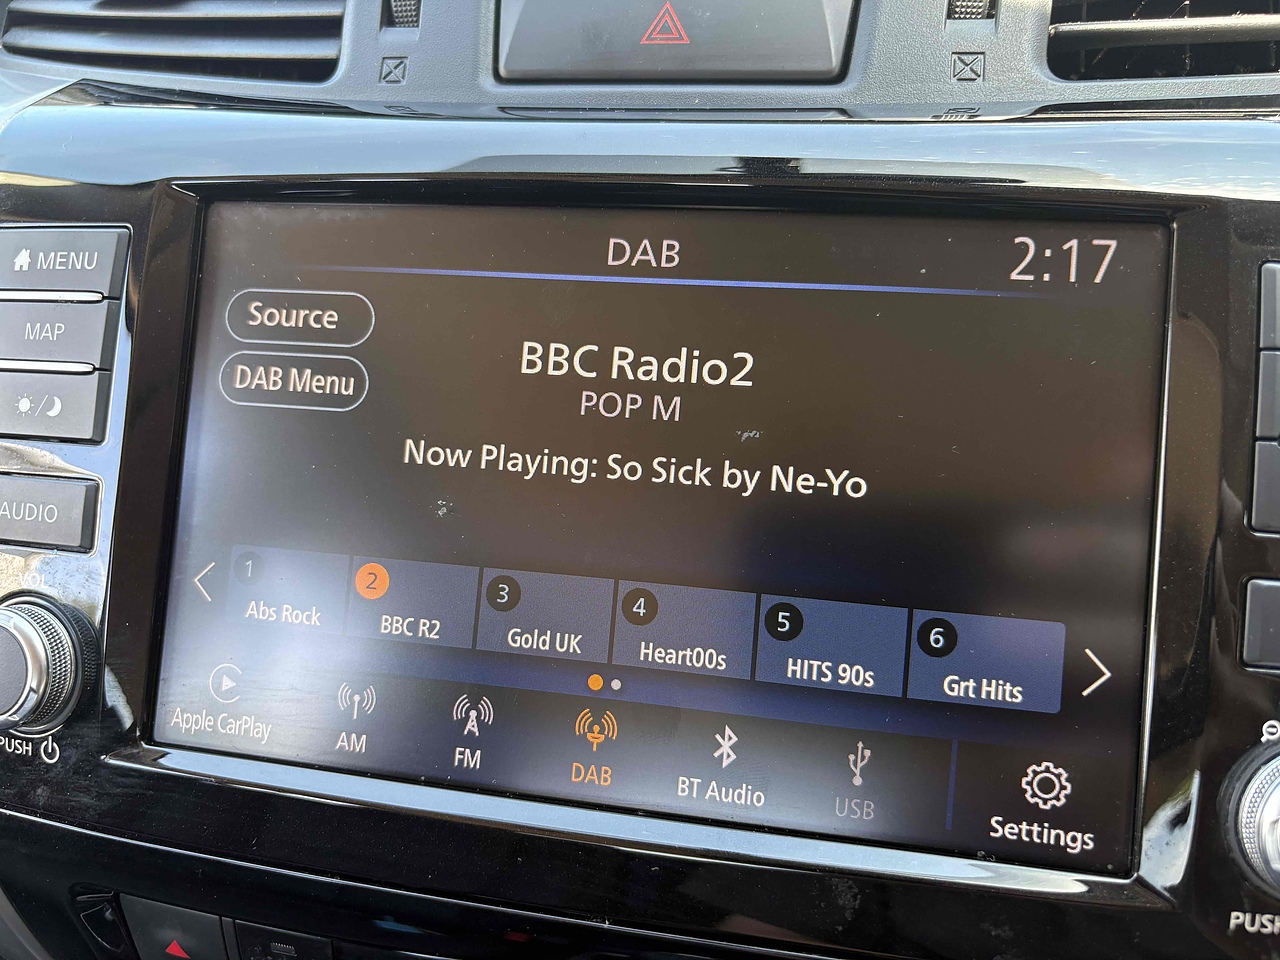 MENU
MAP
AUDIO
VOL
PUSH
DAB
2:17
Source
DAB Menu
BBC Radio2
POP M
Now Playing: So Sick by Ne-Yo
1
Abs Rock
2
BBC R2
3
Gold UK
4
Heart00s
5
HITS 90s
6
Grt Hits
Apple CarPlay
AM
FM
DAB
BT Audio
USB
Settings
PUSH